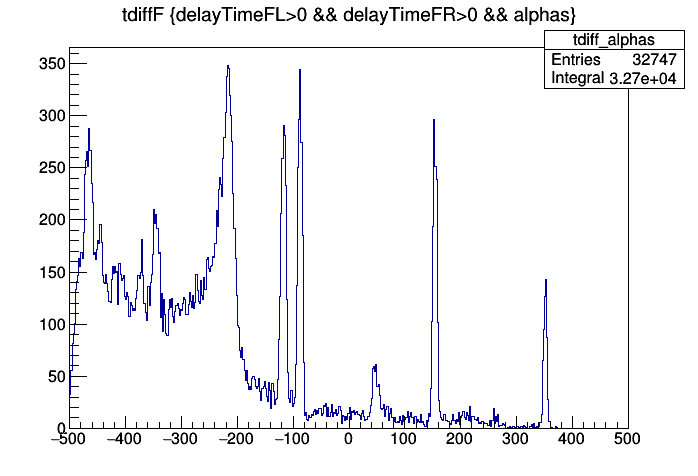 tdiffF {delayTimeFL>0 && delayTimeFR>0 && alphas}
tdiff_alphas
Entries 32747
Integral 3.27e+04
350
300
250
200
150
100
50
0
−500 −400 −300 −200 −100 0 100 200 300 400 500